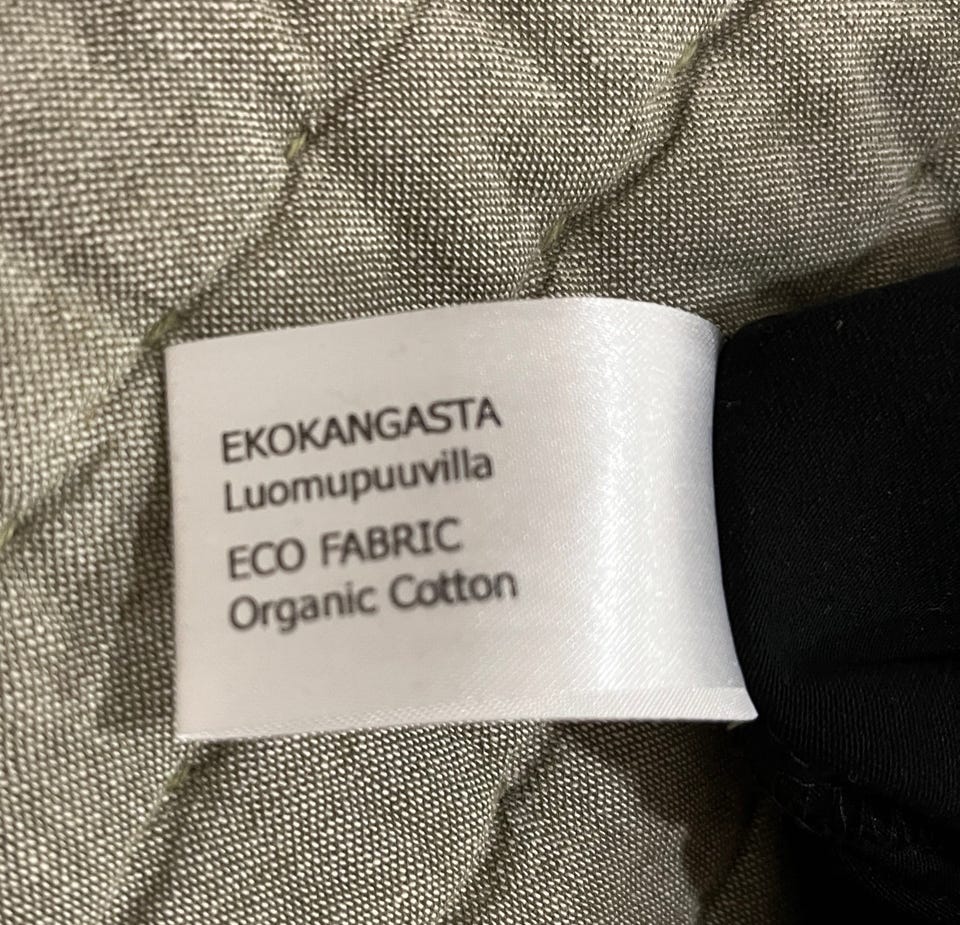 EKOKANGASTA
Luomupuuvilla
ECO FABRIC
Organic Cotton